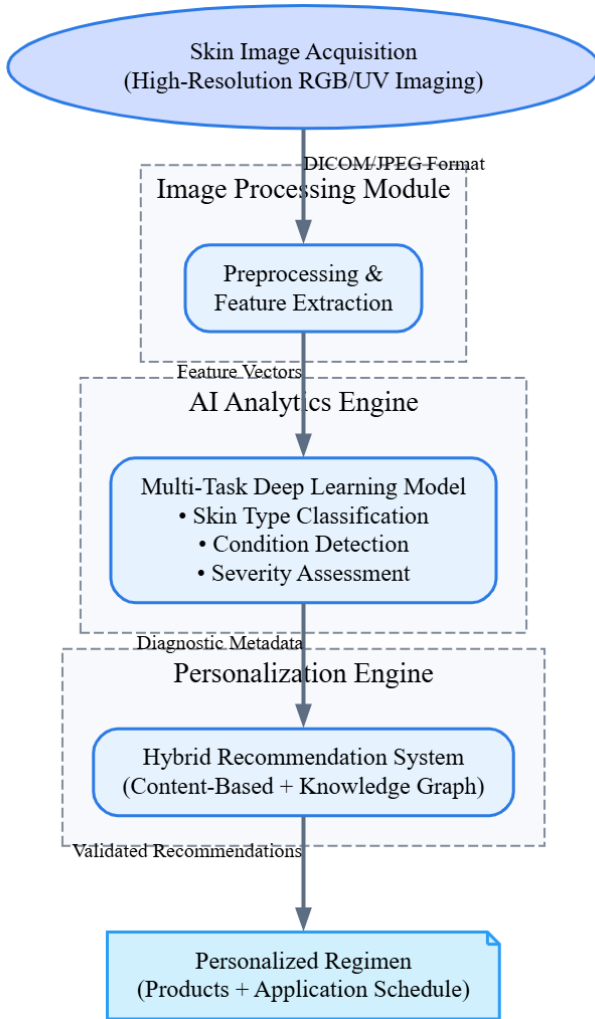 Skin Image Acquisition
(High-Resolution RGB/UV Imaging)
DICOM/JPEG Format
Image Processing Module
Preprocessing &
Feature Extraction
Feature Vectors
AI Analytics Engine
Multi-Task Deep Learning Model
• Skin Type Classification
• Condition Detection
• Severity Assessment
Diagnostic Metadata
Personalization Engine
Hybrid Recommendation System
(Content-Based + Knowledge Graph)
Validated Recommendations
Personalized Regimen
(Products + Application Schedule)